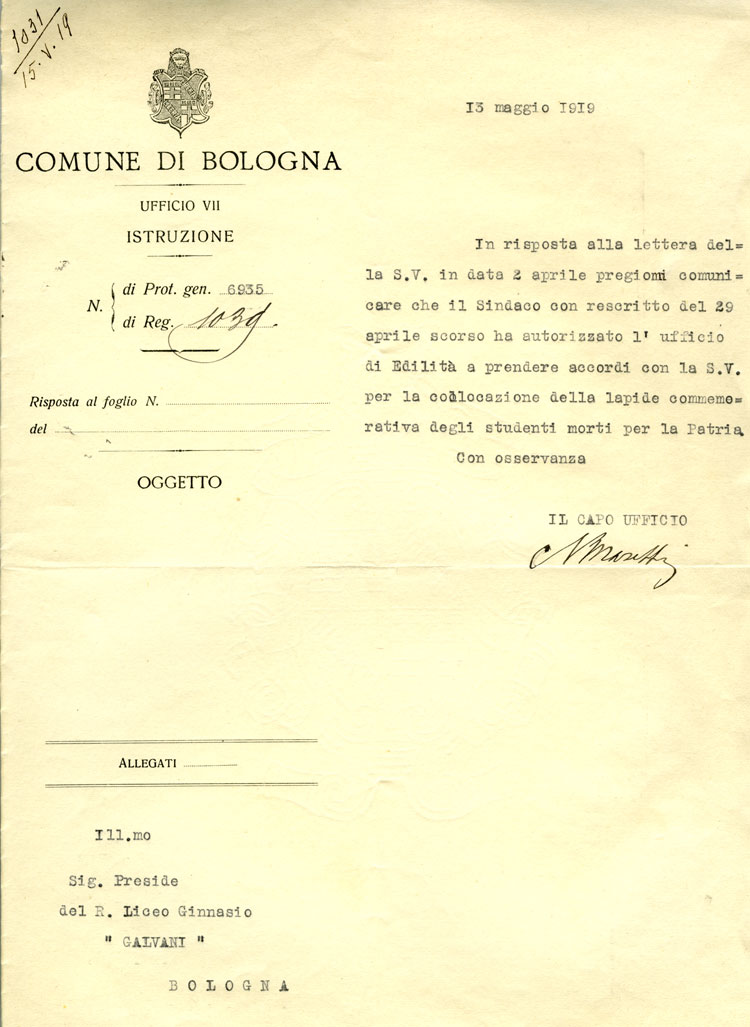 1031
15.V.19
13 maggio 1919
COMUNE DI BOLOGNA
UFFICIO VII
ISTRUZIONE
N.
di Prot. gen. 6935
di Reg. 1039.
Risposta al foglio N.
del
OGGETTO
In risposta alla lettera del=
la S.V. in data 2 aprile pregiomi comuni=
care che il Sindaco con rescritto del 29
aprile scorso ha autorizzato l' ufficio
di Edilità a prendere accordi con la S.V.
per la collocazione della lapide commemo=
rativa degli studenti morti per la Patria.
Con osservanza
IL CAPO UFFICIO
ALLEGATI
Ill.mo
Sig. Preside
del R. Liceo Ginnasio
" GALVANI "
BOLOGNA